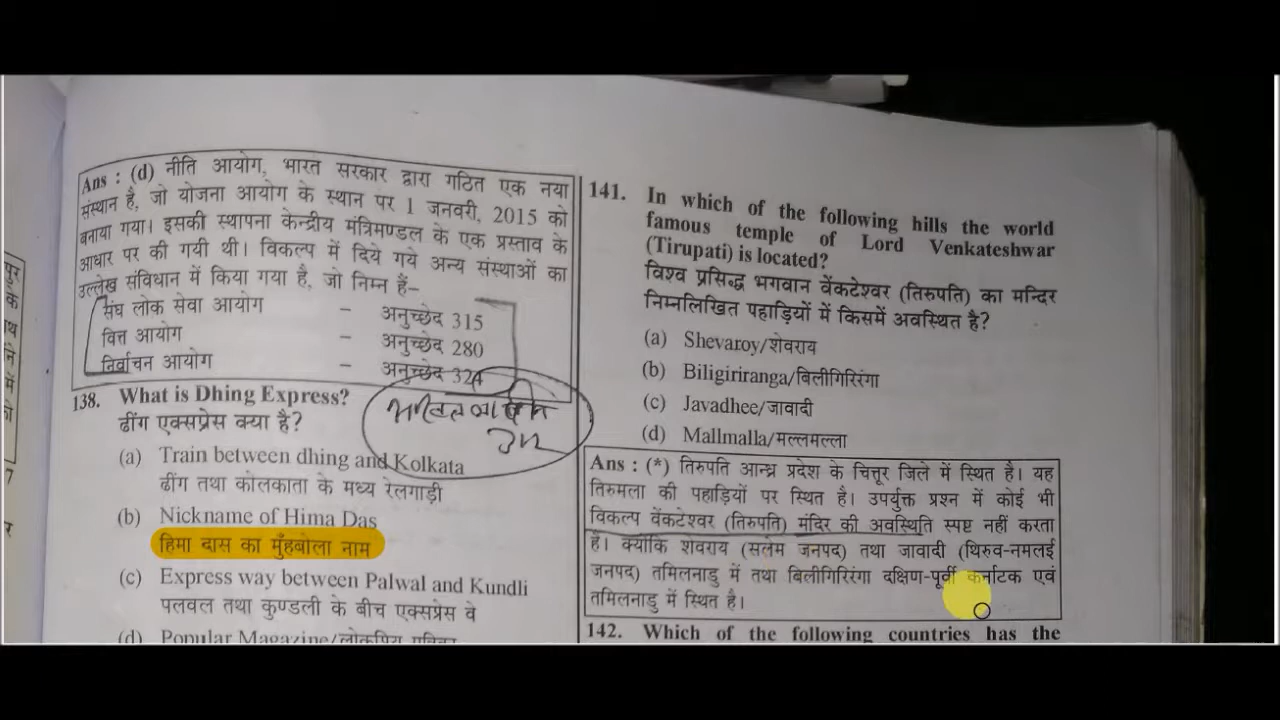 Ans : (d) नीति आयोग, भारत सरकार द्वारा गठित एक नया
संस्थान है, जो योजना आयोग के स्थान पर 1 जनवरी, 2015 को
बनाया गया। इसकी स्थापना केन्द्रीय मंत्रिमण्डल के एक प्रस्ताव के
आधार पर की गयी थी। विकल्प में दिये गये अन्य संस्थाओं का
उल्लेख संविधान में किया गया है, जो निम्न हैं–
संघ लोक सेवा आयोग – अनुच्छेद 315
वित्त आयोग – अनुच्छेद 280
निर्वाचन आयोग – अनुच्छेद 324
138. What is Dhing Express?
ढींग एक्सप्रेस क्या है?
(a) Train between dhing and Kolkata
ढींग तथा कोलकाता के मध्य रेलगाड़ी
(b) Nickname of Hima Das
हिमा दास का मुँहबोला नाम
(c) Express way between Palwal and Kundli
पलवल तथा कुण्डली के बीच एक्सप्रेस वे
(d) Popular Magazine/लोकप्रिय पत्रिका
141. In which of the following hills the world
famous temple of Lord Venkateshwar
(Tirupati) is located?
विश्व प्रसिद्ध भगवान वेंकटेश्वर (तिरुपति) का मन्दिर
निम्नलिखित पहाड़ियों में किसमें अवस्थित है?
(a) Shevaroy/शेवराय
(b) Biligiriranga/बिलीगिरिरंगा
(c) Javadhee/जावादी
(d) Mallmalla/मल्लमल्ला
Ans : (*) तिरुपति आन्ध्र प्रदेश के चित्तूर जिले में स्थित है। यह
तिरुमला की पहाड़ियों पर स्थित है। उपर्युक्त प्रश्न में कोई भी
विकल्प वेंकटेश्वर (तिरुपति) मंदिर की अवस्थिति स्पष्ट नहीं करता
है। क्योंकि शेवराय (सलेम जनपद) तथा जावादी (थिरुव-नमलई
जनपद) तमिलनाडु में तथा बिलीगिरिरंगा दक्षिण-पूर्वी कर्नाटक एवं
तमिलनाडु में स्थित है।
142. Which of the following countries has the